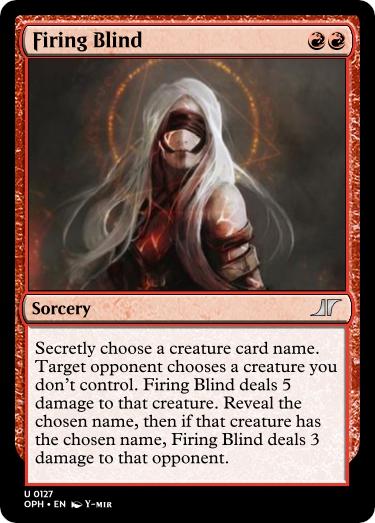 Firing Blind
Sorcery
Secretly choose a creature card name.
Target opponent chooses a creature you
don't control. Firing Blind deals 5
damage to that creature. Reveal the
chosen name, then if that creature has
the chosen name, Firing Blind deals 3
damage to that opponent.
U 0127
OPH • EN Y-mir